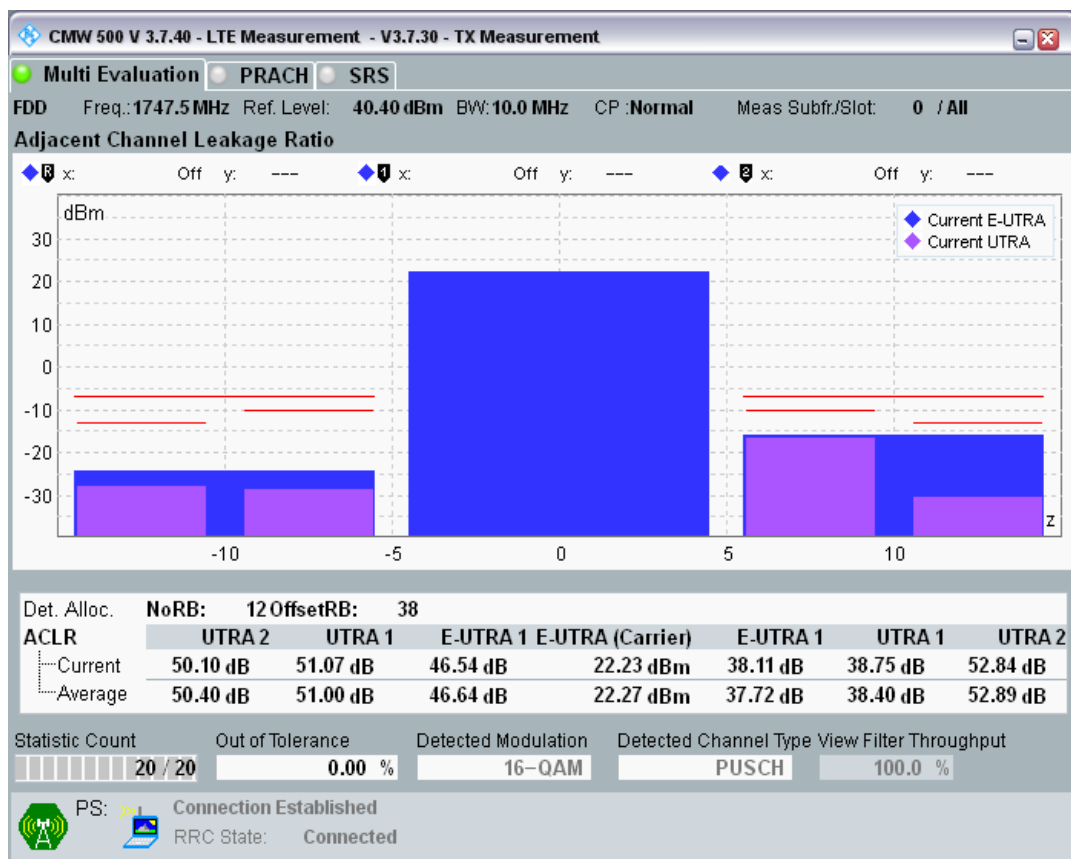 CMW 500 V 3.7.40 - LTE Measurement - V3.7.30 - TX Measurement
Multi Evaluation PRACH SRS
FDD Freq.:1747.5 MHz Ref. Level: 40.40 dBm BW:10.0 MHz CP :Normal Meas Subfr./Slot: 0 / All
Adjacent Channel Leakage Ratio
R x: Off y: --- 1 x: Off y: --- 2 x: Off y: ---
dBm
Current E-UTRA
Current UTRA
30
20
10
0
-10
-20
-30
z
-10 -5 0 5 10
Det. Alloc. NoRB: 12 OffsetRB: 38
ACLR UTRA 2 UTRA 1 E-UTRA 1 E-UTRA (Carrier) E-UTRA 1 UTRA 1 UTRA 2
Current 50.10 dB 51.07 dB 46.54 dB 22.23 dBm 38.11 dB 38.75 dB 52.84 dB
Average 50.40 dB 51.00 dB 46.64 dB 22.27 dBm 37.72 dB 38.40 dB 52.89 dB
Statistic Count Out of Tolerance Detected Modulation Detected Channel Type View Filter Throughput
20 / 20 0.00 % 16-QAM PUSCH 100.0 %
PS: Connection Established
RRC State: Connected